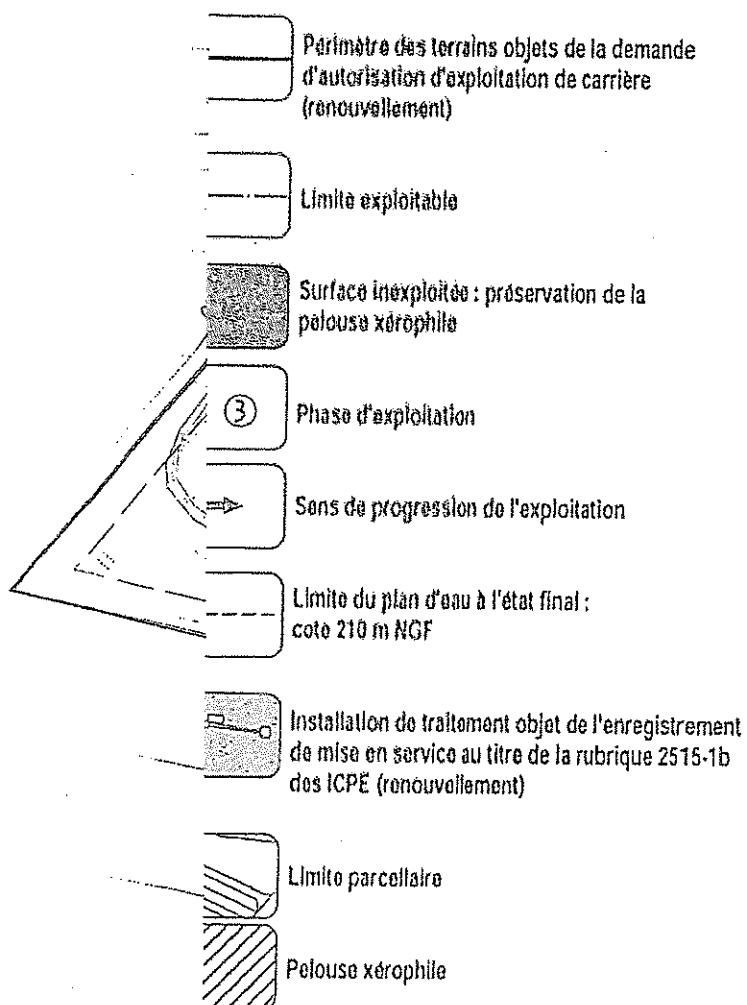 Périmètre des terrains objets de la demande
d'autorisation d'exploitation de carrière
(renouvellement)
Limite exploitable
Surface inexploitée : préservation de la
pelouse xérophile
③
Phase d'exploitation
Sens de progression de l'exploitation
Limite du plan d'eau à l'état final :
cote 210 m NGF
Installation de traitement objet de l'enregistrement
de mise en service au titre de la rubrique 2515-1b
des ICPE (renouvellement)
Limite parcellaire
Pelouse xérophile